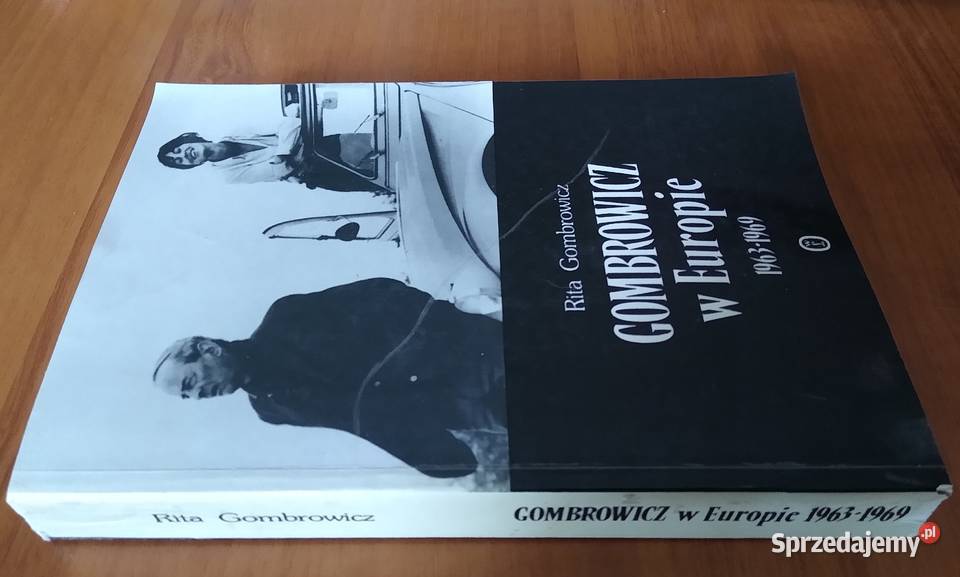 Rita Gombrowicz
GOMBROWICZ
w Europie
1963-1969
Rita Gombrowicz
GOMBROWICZ w Europie 1963-1969
Sprzedajemy.pl